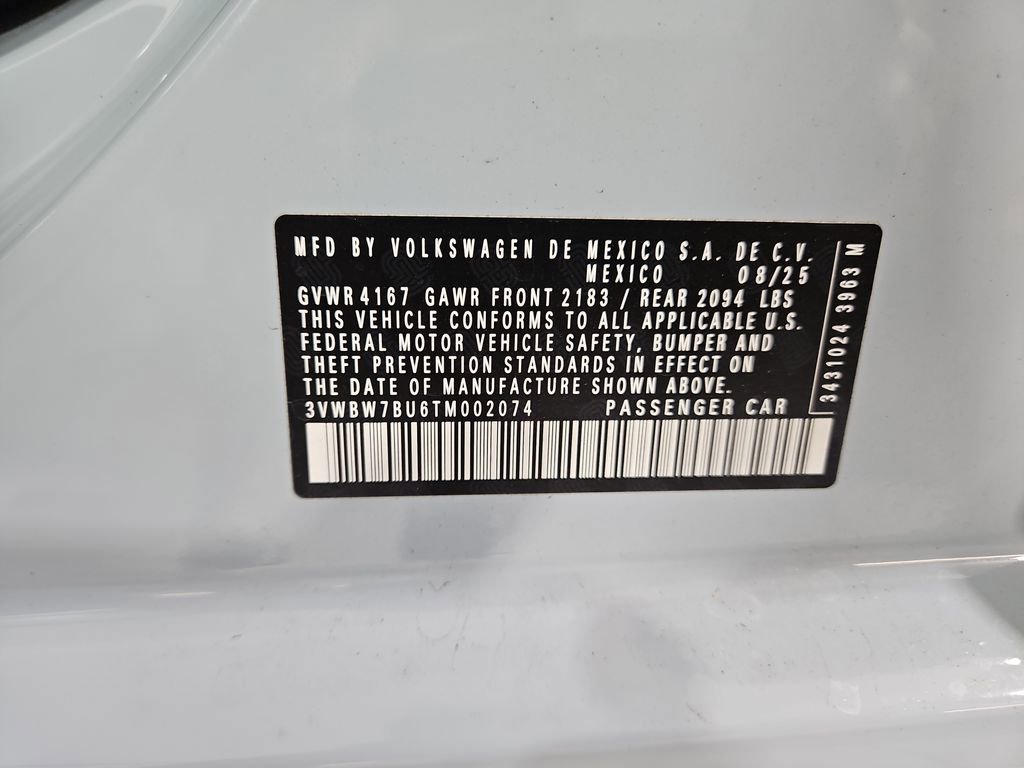 MFD BY VOLKSWAGEN DE MEXICO S.A. DE C.V.
MEXICO 08/25
GVWR 4167 GAWR FRONT 2183 / REAR 2094 LBS
THIS VEHICLE CONFORMS TO ALL APPLICABLE U.S.
FEDERAL MOTOR VEHICLE SAFETY, BUMPER AND
THEFT PREVENTION STANDARDS IN EFFECT ON
THE DATE OF MANUFACTURE SHOWN ABOVE.
3VWBW7BU6TM002074 PASSENGER CAR
3431024 3963 M